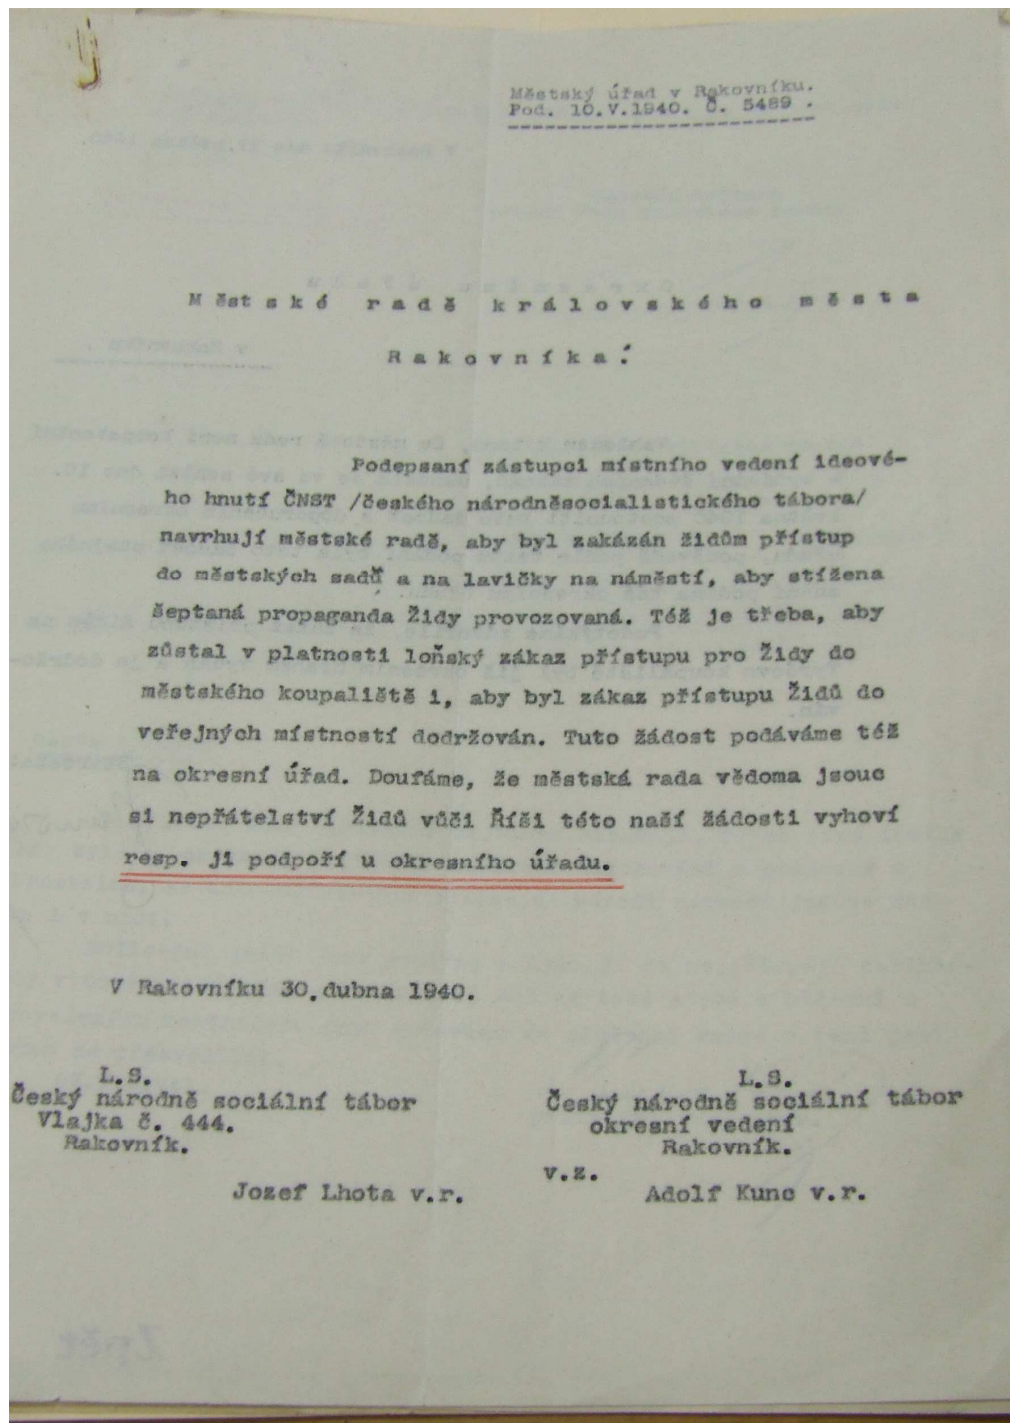 Městský úřad v Rakovníku.
Pod. 10.V.1940. Č. 5489 .
Městské radě královského města
Rakovníka.
Podepsaní zástupci místního vedení ideové-
ho hnutí ČNST /českého národněsocialistického tábora/
navrhují městské radě, aby byl zakázán židům přístup
do městských sadů a na lavičky na náměstí, aby stížena
šeptaná propaganda Židy provozovaná. Též je třeba, aby
zůstal v platnosti loňský zákaz přístupu pro Židy do
městského koupaliště i, aby byl zákaz přístupu Židů do
veřejných místností dodržován. Tuto žádost podáváme též
na okresní úřad. Doufáme, že městská rada vědoma jsouc
si nepřátelství Židů vůči Říši této naší žádosti vyhoví
resp. ji podpoří u okresního úřadu.
V Rakovníku 30.dubna 1940.
L.S.
Český národně sociální tábor
Vlajka č. 444.
Rakovník.
Jozef Lhota v.r.
L.S.
Český národně sociální tábor
okresní vedení
Rakovník.
v.z.
Adolf Kunc v.r.